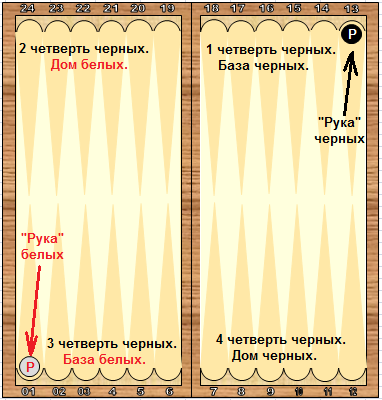 24 23 22 21 20 19 18 17 16 15 14 13
Р
2 четверть черных.
Дом белых.
1 четверть черных.
База черных.
"Рука"
черных
"Рука"
белых
Р
3 четверть черных.
База белых.
4 четверть черных.
Дом черных.
01 02 03 4 5 6 7 8 9 10 11 12